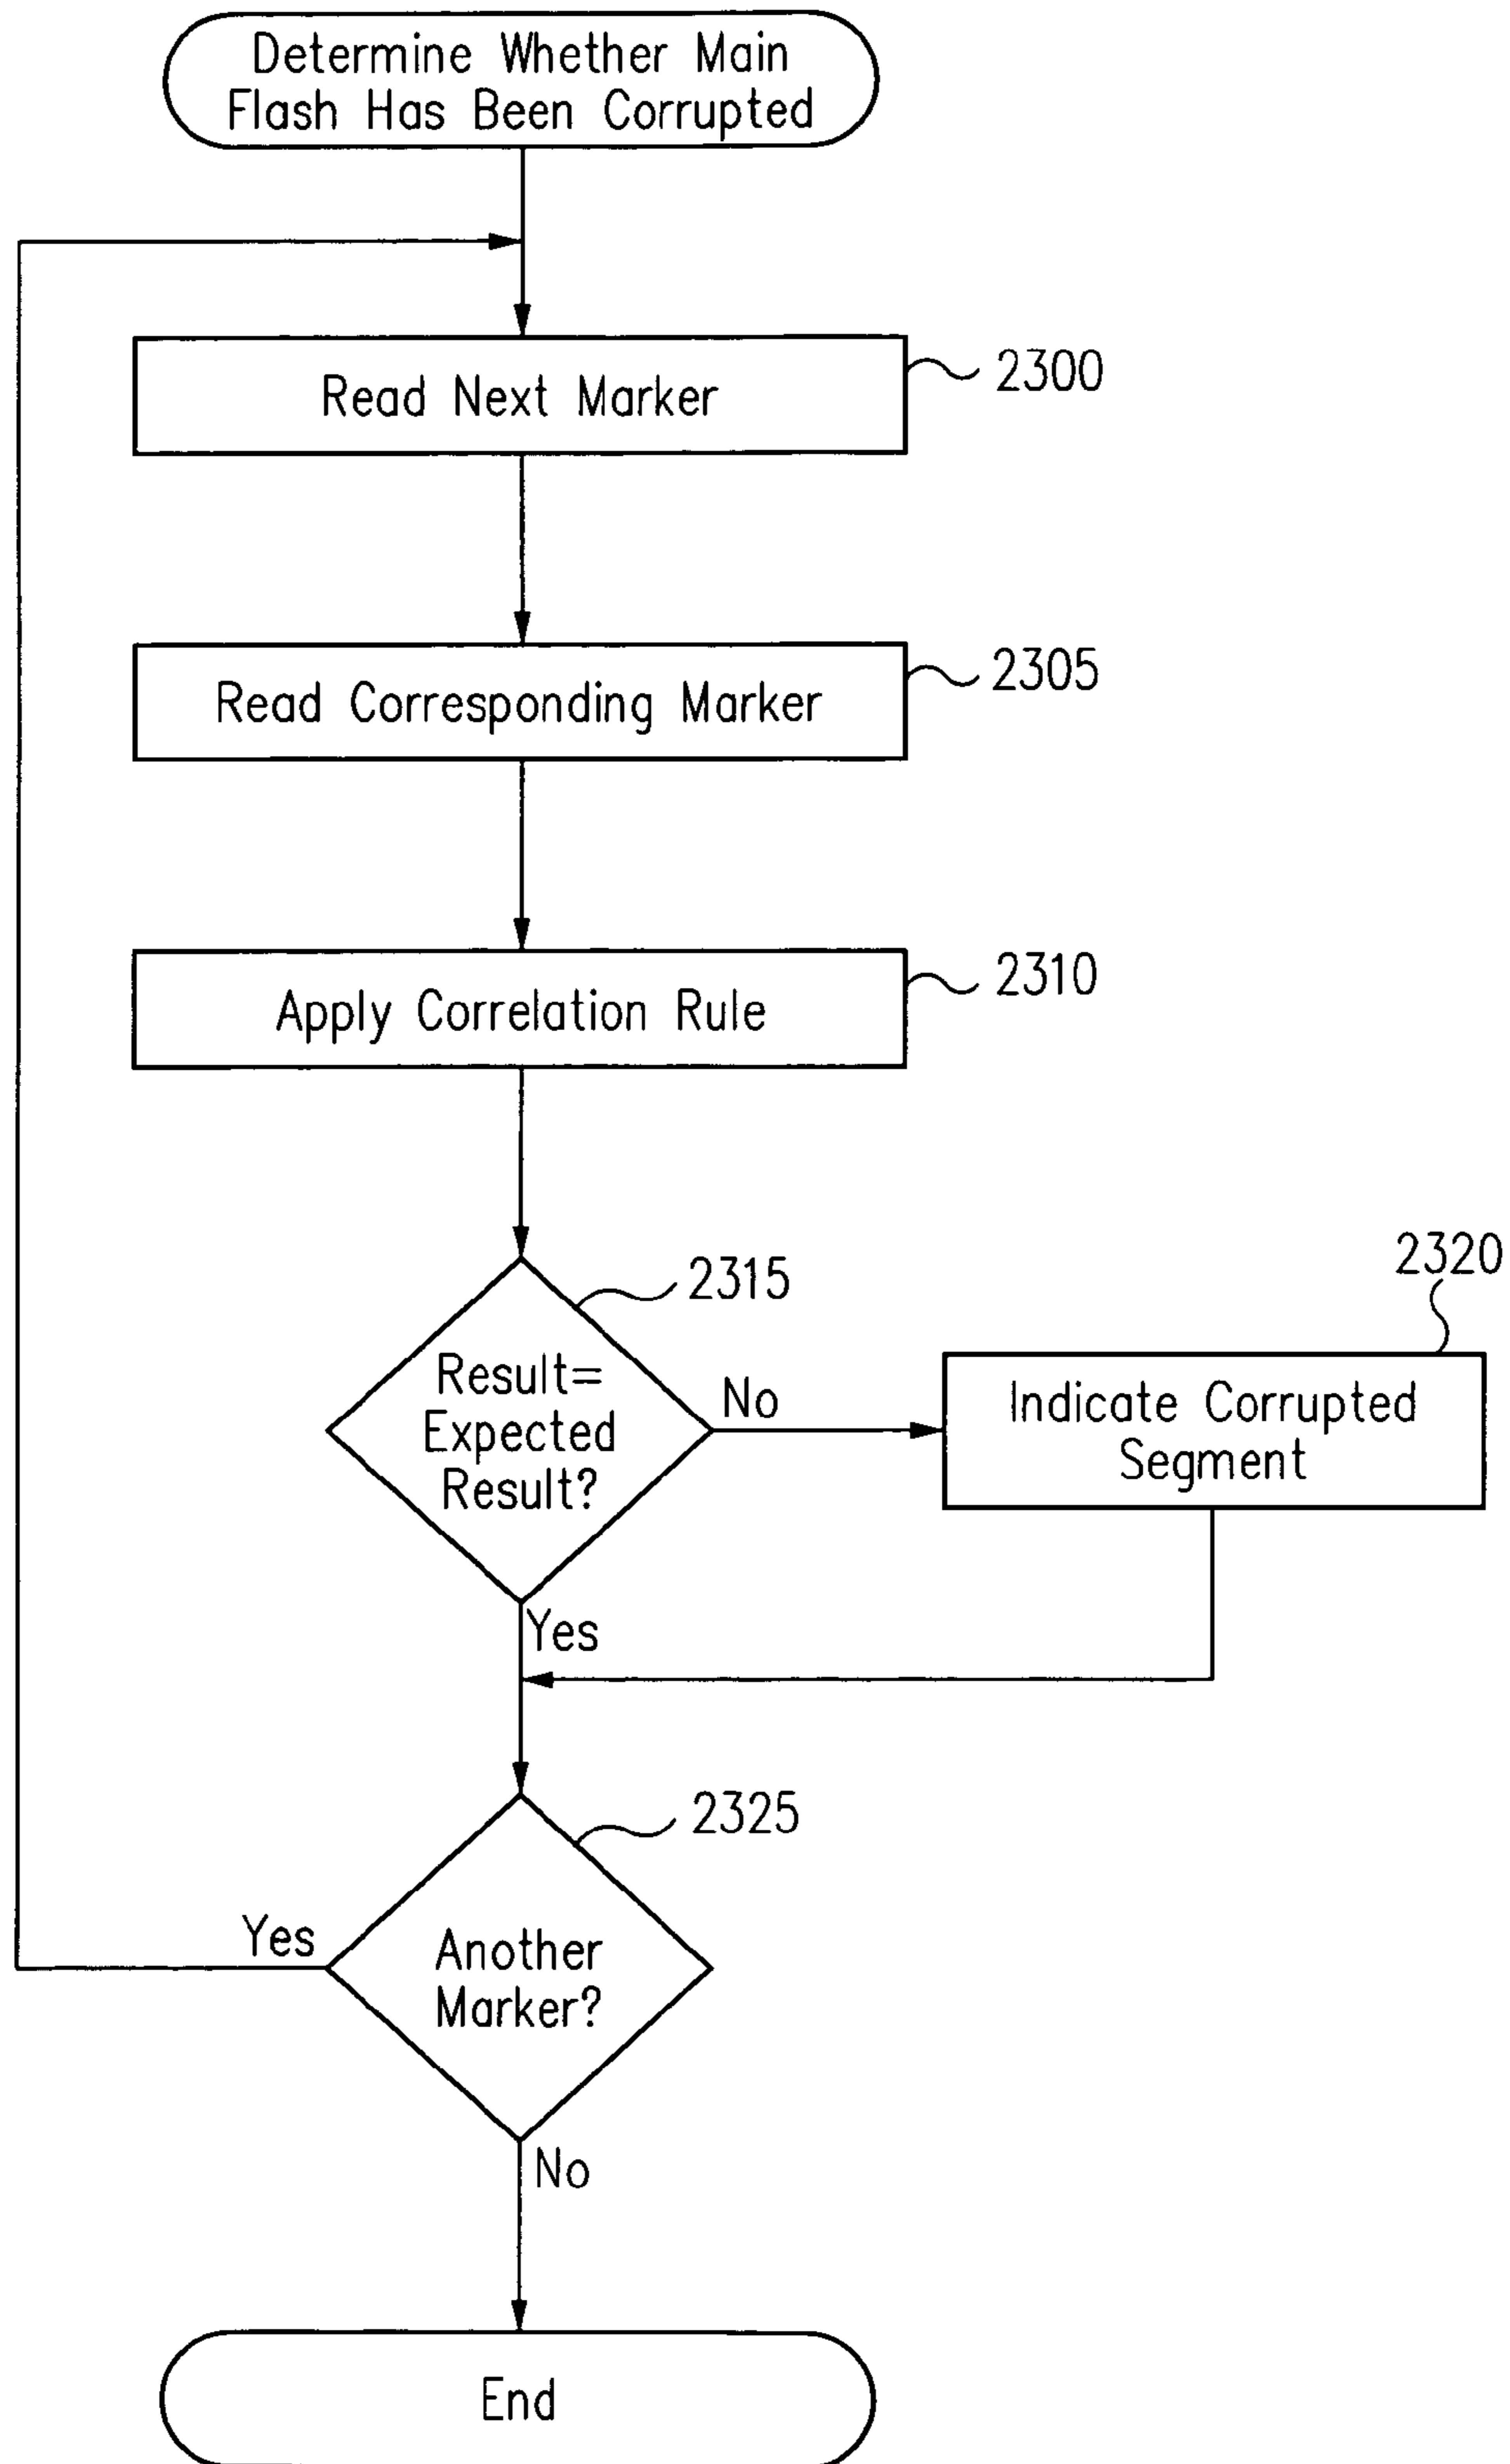 Determine Whether Main
Flash Has Been Corrupted
Read Next Marker
2300
Read Corresponding Marker
2305
Apply Correlation Rule
2310
2315
Result=
Expected
Result?
No
2320
Indicate Corrupted
Segment
Yes
2325
Another
Marker?
Yes
No
End